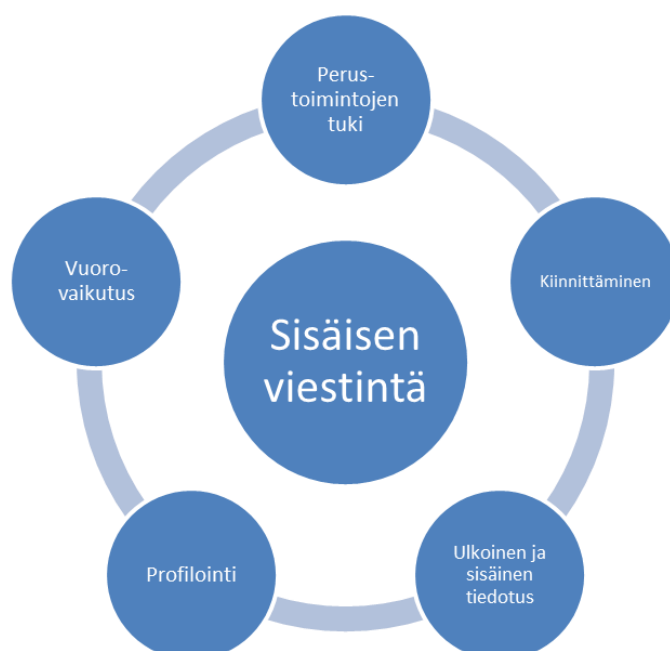 Perus-
toimintojen
tuki
Kiinnittäminen
Ulkoinen ja
sisäinen
tiedotus
Profilointi
Vuoro-
vaikutus
Sisäisen
viestintä